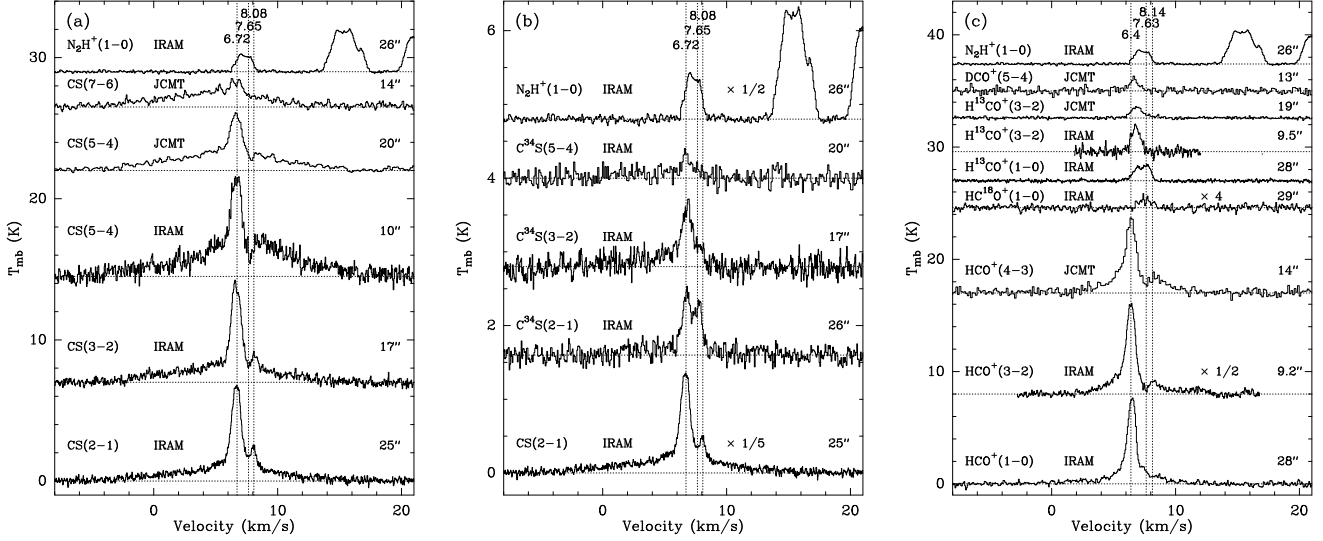 (a)
8.08
7.65
6.72
N₂H⁺(1−0) IRAM 26″
CS(7−6) JCMT 14″
CS(5−4) JCMT 20″
CS(5−4) IRAM 10″
CS(3−2) IRAM 17″
CS(2−1) IRAM 25″
30
20
10
0
T_mb (K)
0 10 20
Velocity (km/s)
(b)
8.08
7.65
6.72
N₂H⁺(1−0) IRAM × 1/2 26″
C³⁴S(5−4) IRAM 20″
C³⁴S(3−2) IRAM 17″
C³⁴S(2−1) IRAM 26″
CS(2−1) IRAM × 1/5 25″
6
4
2
0
T_mb (K)
0 10 20
Velocity (km/s)
(c)
8.14
7.63
6.4
N₂H⁺(1−0) IRAM 26″
DCO⁺(5−4) JCMT 13″
H¹³CO⁺(3−2) JCMT 19″
H¹³CO⁺(3−2) IRAM 9.5″
H¹³CO⁺(1−0) IRAM 28″
HC¹⁸O⁺(1−0) IRAM × 4 29″
HCO⁺(4−3) JCMT 14″
HCO⁺(3−2) IRAM × 1/2 9.2″
HCO⁺(1−0) IRAM 28″
40
30
20
10
0
T_mb (K)
0 10 20
Velocity (km/s)